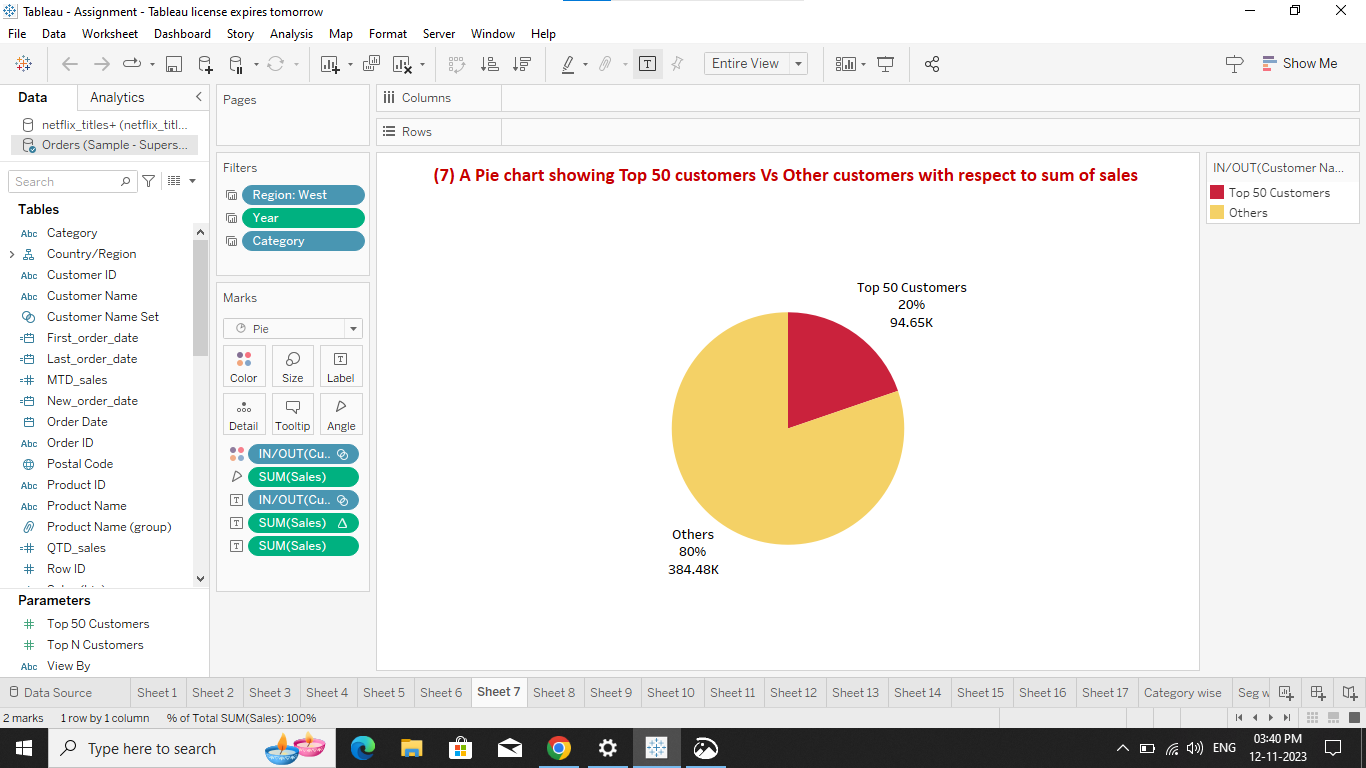 Tableau - Assignment - Tableau license expires tomorrow
File Data Worksheet Dashboard Story Analysis Map Format Server Window Help
Entire View
Show Me
Data Analytics
netflix_titles+ (netflix_titl...
Orders (Sample - Supers...
Search
Tables
Abc Category
Country/Region
Abc Customer ID
Abc Customer Name
Customer Name Set
First_order_date
Last_order_date
MTD_sales
New_order_date
Order Date
Abc Order ID
Postal Code
Abc Product ID
Abc Product Name
Product Name (group)
QTD_sales
Row ID
Parameters
Top 50 Customers
Top N Customers
Abc View By
Pages
Filters
Region: West
Year
Category
Marks
Pie
Color Size Label
Detail Tooltip Angle
IN/OUT(Cu..
SUM(Sales)
IN/OUT(Cu..
SUM(Sales)
SUM(Sales)
Columns
Rows
(7) A Pie chart showing Top 50 customers Vs Other customers with respect to sum of sales
Top 50 Customers
20%
94.65K
Others
80%
384.48K
IN/OUT(Customer Na...
Top 50 Customers
Others
Data Source Sheet 1 Sheet 2 Sheet 3 Sheet 4 Sheet 5 Sheet 6 Sheet 7 Sheet 8 Sheet 9 Sheet 10 Sheet 11 Sheet 12 Sheet 13 Sheet 14 Sheet 15 Sheet 16 Sheet 17 Category wise Seg w
2 marks 1 row by 1 column % of Total SUM(Sales): 100%
Type here to search
ENG
03:40 PM
12-11-2023